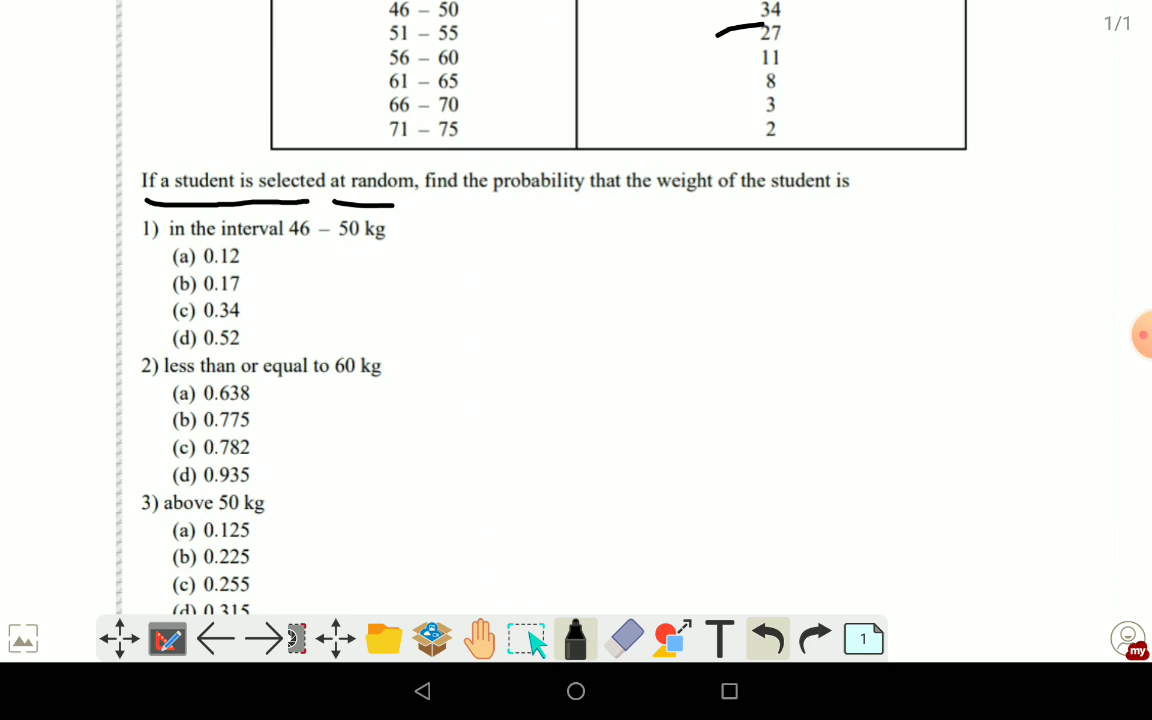 1/1
46 – 50 34
51 – 55 27
56 – 60 11
61 – 65 8
66 – 70 3
71 – 75 2
If a student is selected at random, find the probability that the weight of the student is
1) in the interval 46 – 50 kg
(a) 0.12
(b) 0.17
(c) 0.34
(d) 0.52
2) less than or equal to 60 kg
(a) 0.638
(b) 0.775
(c) 0.782
(d) 0.935
3) above 50 kg
(a) 0.125
(b) 0.225
(c) 0.255
(d) 0.315
T
1
my